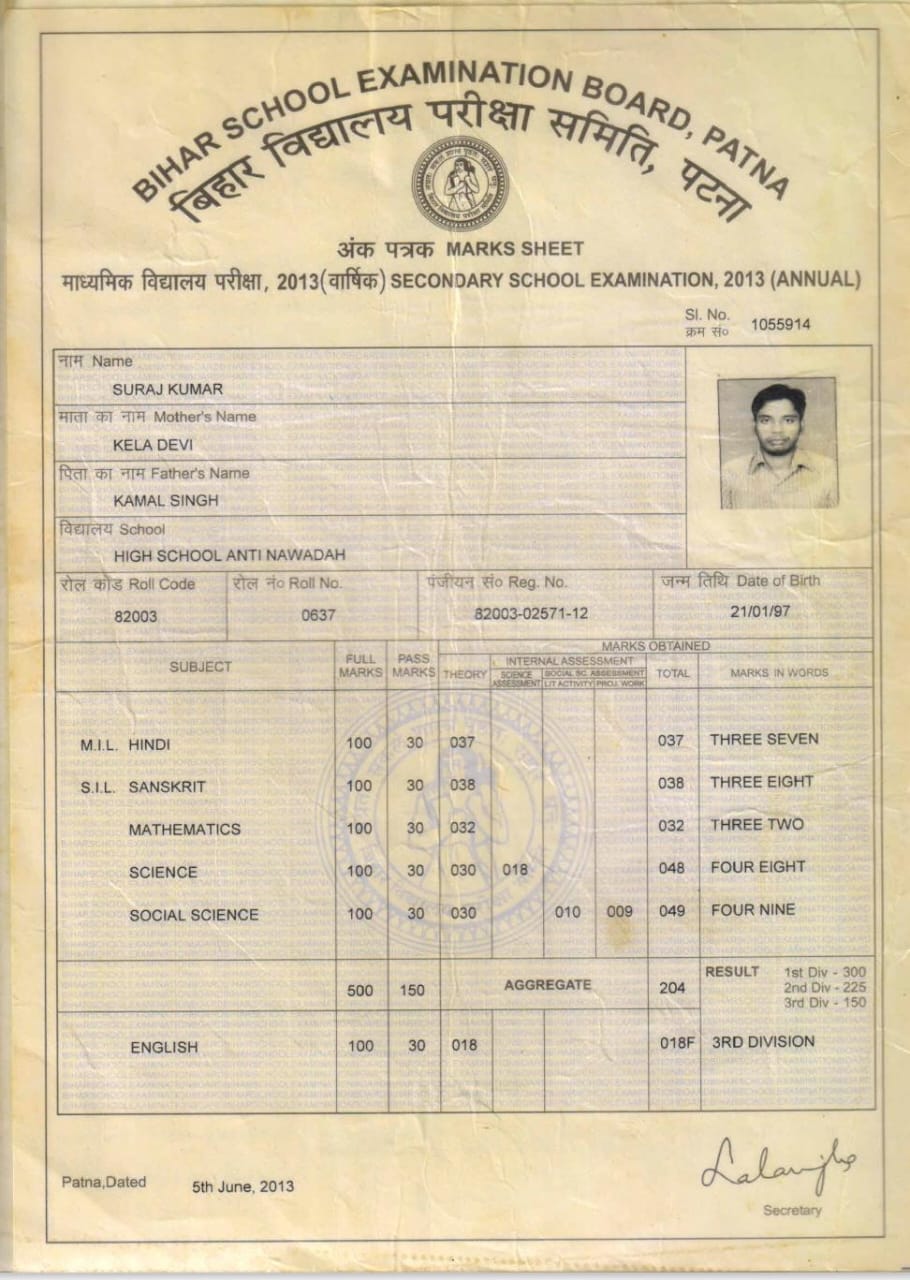 BIHAR SCHOOL EXAMINATION BOARD, PATNA
बिहार विद्यालय परीक्षा समिति, पटना
अंक पत्रक MARKS SHEET
माध्यमिक विद्यालय परीक्षा, 2013(वार्षिक) SECONDARY SCHOOL EXAMINATION, 2013 (ANNUAL)
Sl. No.
क्रम सं० 1055914
नाम Name
SURAJ KUMAR
माता का नाम Mother's Name
KELA DEVI
पिता का नाम Father's Name
KAMAL SINGH
विद्यालय School
HIGH SCHOOL ANTI NAWADAH
रोल कोड Roll Code रोल नं० Roll No. पंजीयन सं० Reg. No. जन्म तिथि Date of Birth
82003 0637 82003-02571-12 21/01/97
SUBJECT FULL MARKS PASS MARKS MARKS OBTAINED
THEORY INTERNAL ASSESSMENT TOTAL MARKS IN WORDS
SCIENCE ASSESSMENT SOCIAL SC. ASSESSMENT
LIT ACTIVITY PROJ. WORK
M.I.L. HINDI 100 30 037 037 THREE SEVEN
S.I.L. SANSKRIT 100 30 038 038 THREE EIGHT
MATHEMATICS 100 30 032 032 THREE TWO
SCIENCE 100 30 030 018 048 FOUR EIGHT
SOCIAL SCIENCE 100 30 030 010 009 049 FOUR NINE
500 150 AGGREGATE 204 RESULT 1st Div - 300
2nd Div - 225
3rd Div - 150
ENGLISH 100 30 018 018F 3RD DIVISION
Patna,Dated 5th June, 2013
Secretary